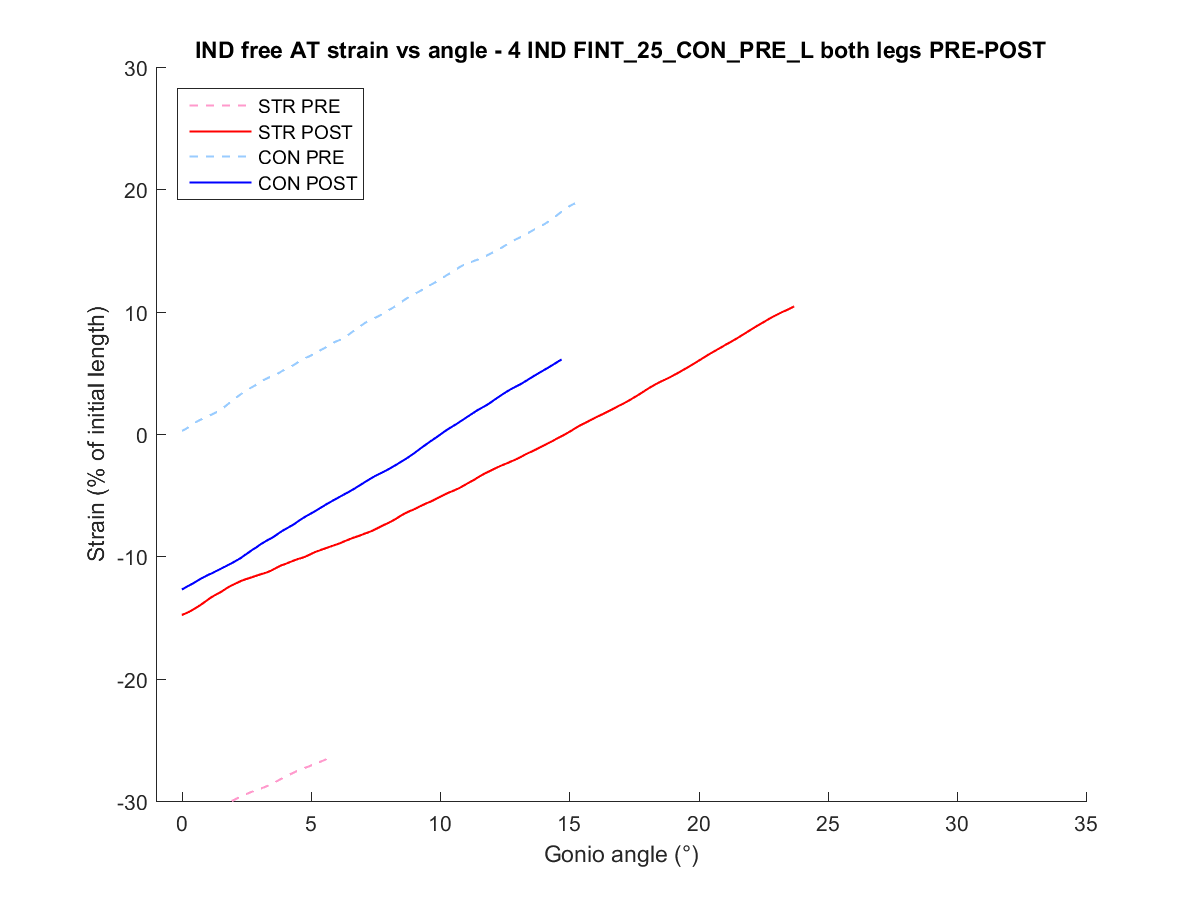 IND free AT strain vs angle - 4 IND FINT_25_CON_PRE_L both legs PRE-POST
30
20
10
0
-10
-20
-30
Strain (% of initial length)
STR PRE
STR POST
CON PRE
CON POST
0 5 10 15 20 25 30 35
Gonio angle (°)